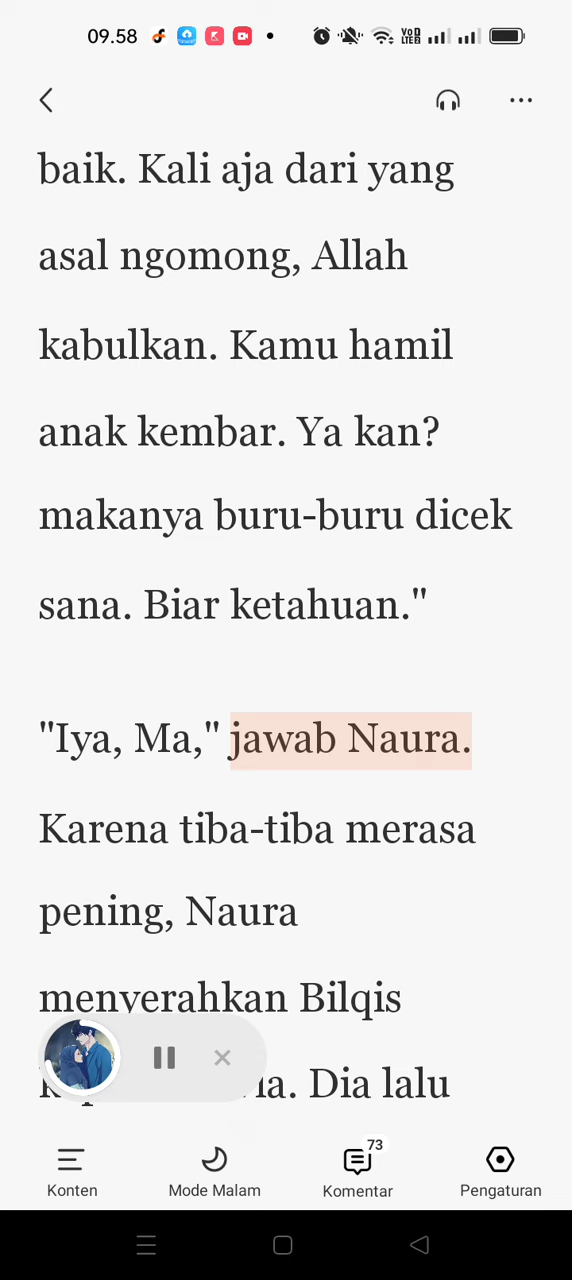 09.58
VoD
LTE2
baik. Kali aja dari yang
asal ngomong, Allah
kabulkan. Kamu hamil
anak kembar. Ya kan?
makanya buru-buru dicek
sana. Biar ketahuan."
"Iya, Ma," jawab Naura.
Karena tiba-tiba merasa
pening, Naura
menyerahkan Bilqis
Dia lalu
73
Konten
Mode Malam
Komentar
Pengaturan